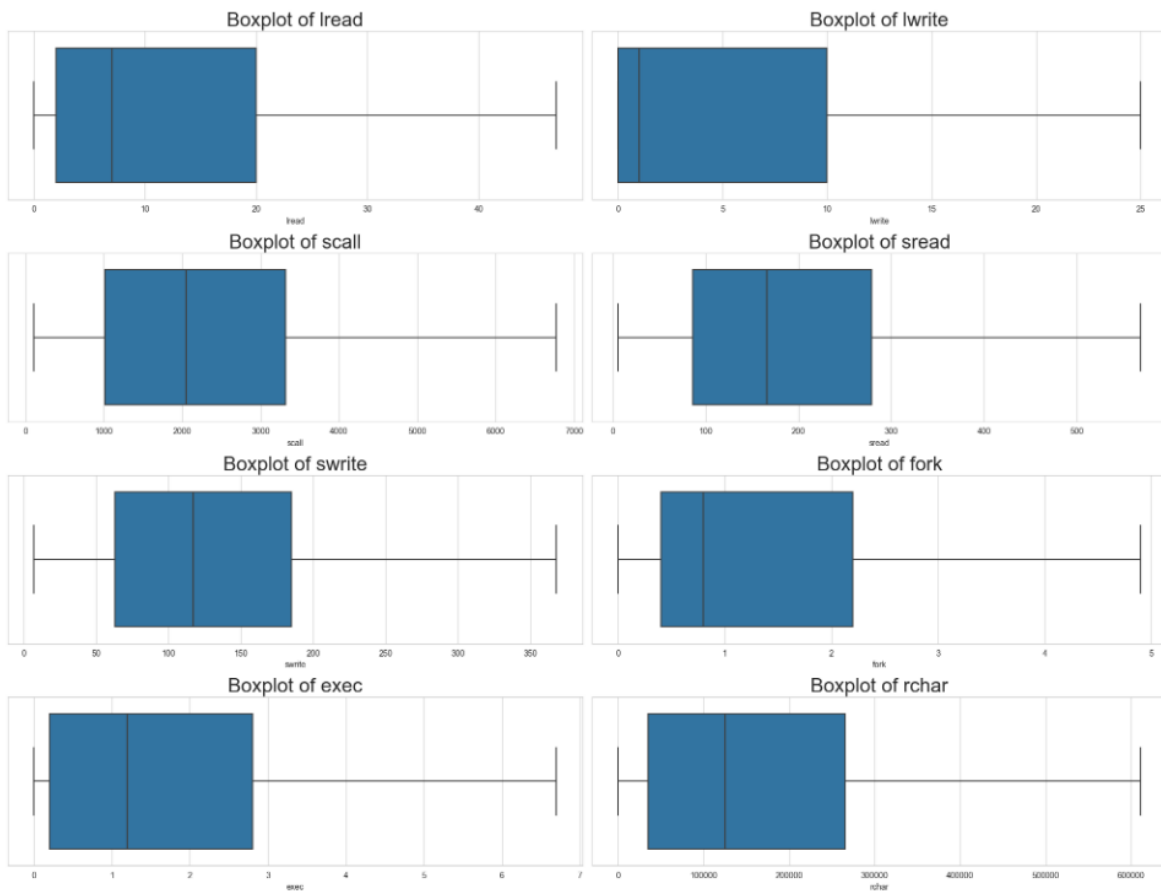 Boxplot of lread
0 10 20 30 40
lread
Boxplot of lwrite
0 5 10 15 20 25
lwrite
Boxplot of scall
0 1000 2000 3000 4000 5000 6000 7000
scall
Boxplot of sread
0 100 200 300 400 500
sread
Boxplot of swrite
0 50 100 150 200 250 300 350
swrite
Boxplot of fork
0 1 2 3 4 5
fork
Boxplot of exec
0 1 2 3 4 5 6 7
exec
Boxplot of rchar
0 100000 200000 300000 400000 500000 600000
rchar